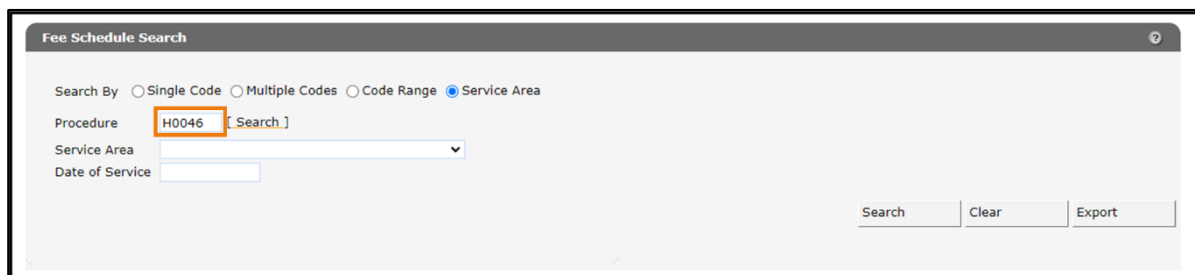 Fee Schedule Search ?
Search By Single Code Multiple Codes Code Range Service Area
Procedure H0046 [ Search ]
Service Area
Date of Service
Search Clear Export